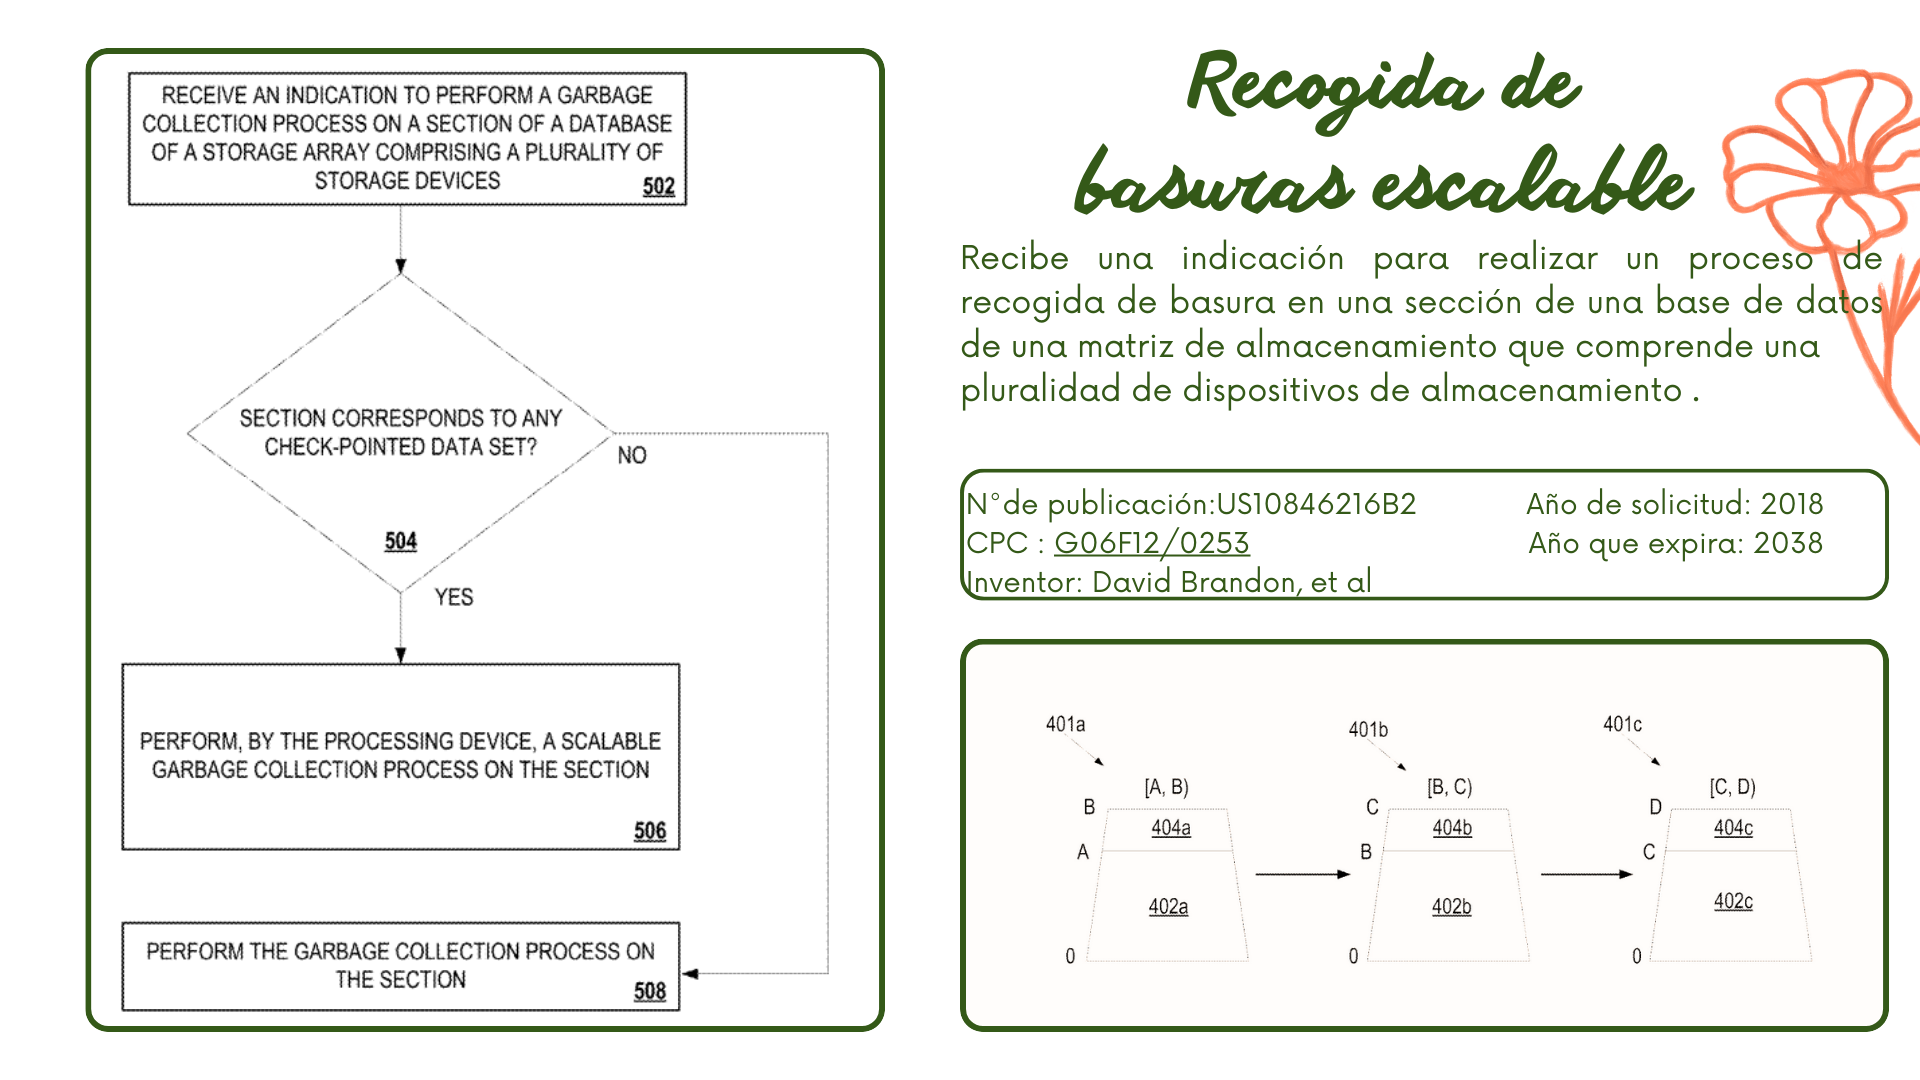 RECEIVE AN INDICATION TO PERFORM A GARBAGE
COLLECTION PROCESS ON A SECTION OF A DATABASE
OF A STORAGE ARRAY COMPRISING A PLURALITY OF
STORAGE DEVICES
502
SECTION CORRESPONDS TO ANY
CHECK-POINTED DATA SET?
NO
504
YES
PERFORM, BY THE PROCESSING DEVICE, A SCALABLE
GARBAGE COLLECTION PROCESS ON THE SECTION
506
PERFORM THE GARBAGE COLLECTION PROCESS ON
THE SECTION
508
Recogida de
basuras escalable
Recibe una indicación para realizar un proceso de
recogida de basura en una sección de una base de datos
de una matriz de almacenamiento que comprende una
pluralidad de dispositivos de almacenamiento .
N°de publicación:US10846216B2 Año de solicitud: 2018
CPC : G06F12/0253 Año que expira: 2038
Inventor: David Brandon, et al
401a 401b 401c
[A, B) [B, C) [C, D)
B 404a C 404b D 404c
A B C
402a 402b 402c
0 0 0